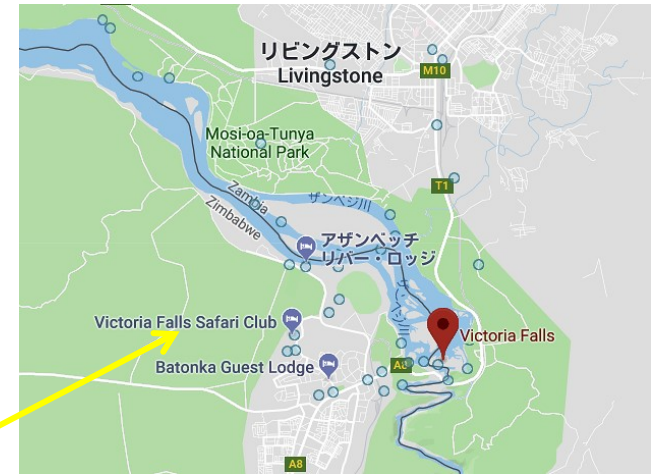 リビングストン
Livingstone
M10
Mosi-oa-Tunya
National Park
T1
Zambia
Zimbabwe
ザンベジ川
アザンベッチ
リバー・ロッジ
Victoria Falls Safari Club
Victoria Falls
Batonka Guest Lodge
A8